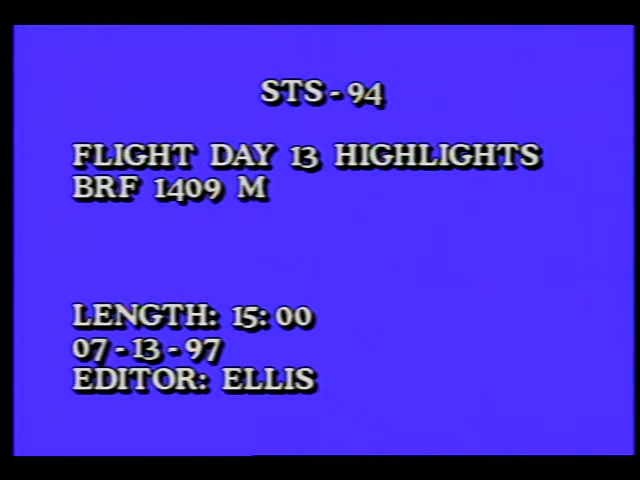 STS-94
FLIGHT DAY 13 HIGHLIGHTS
BRF 1409 M
LENGTH: 15:00
07-13-97
EDITOR: ELLIS